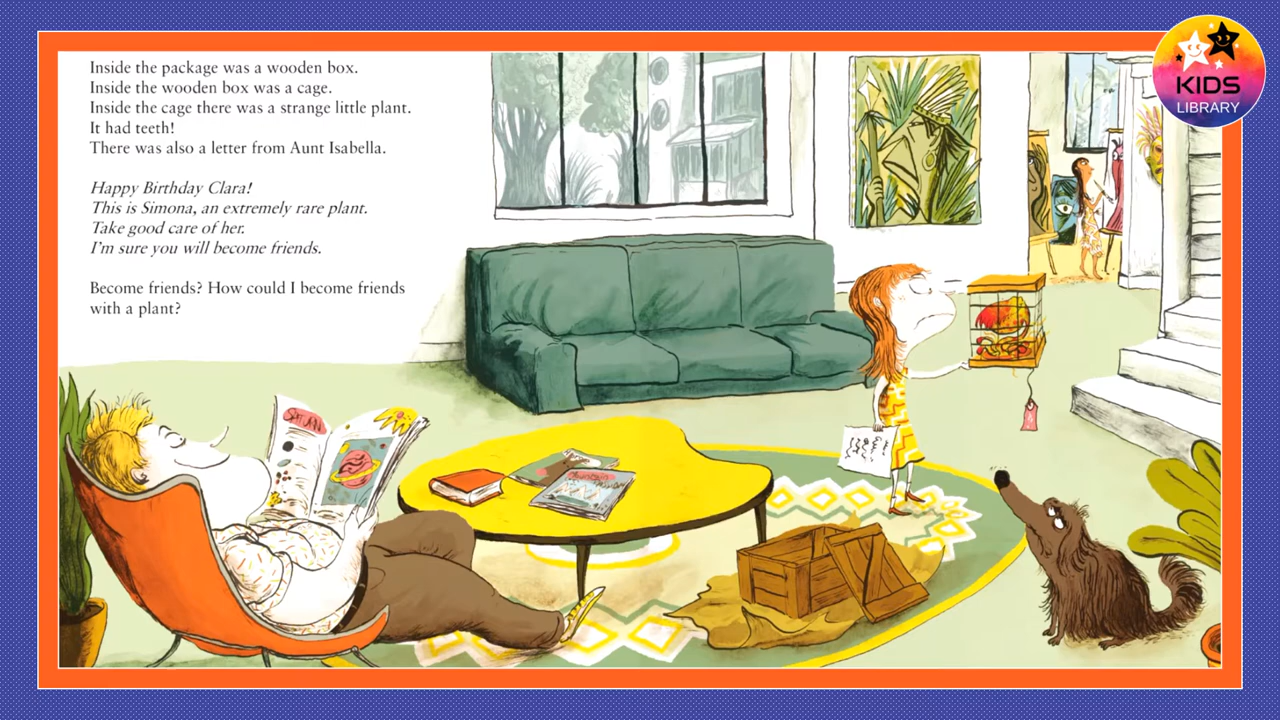 Inside the package was a wooden box.
Inside the wooden box was a cage.
Inside the cage there was a strange little plant.
It had teeth!
There was also a letter from Aunt Isabella.
Happy Birthday Clara!
This is Simona, an extremely rare plant.
Take good care of her.
I'm sure you will become friends.
Become friends? How could I become friends
with a plant?
KIDS
LIBRARY